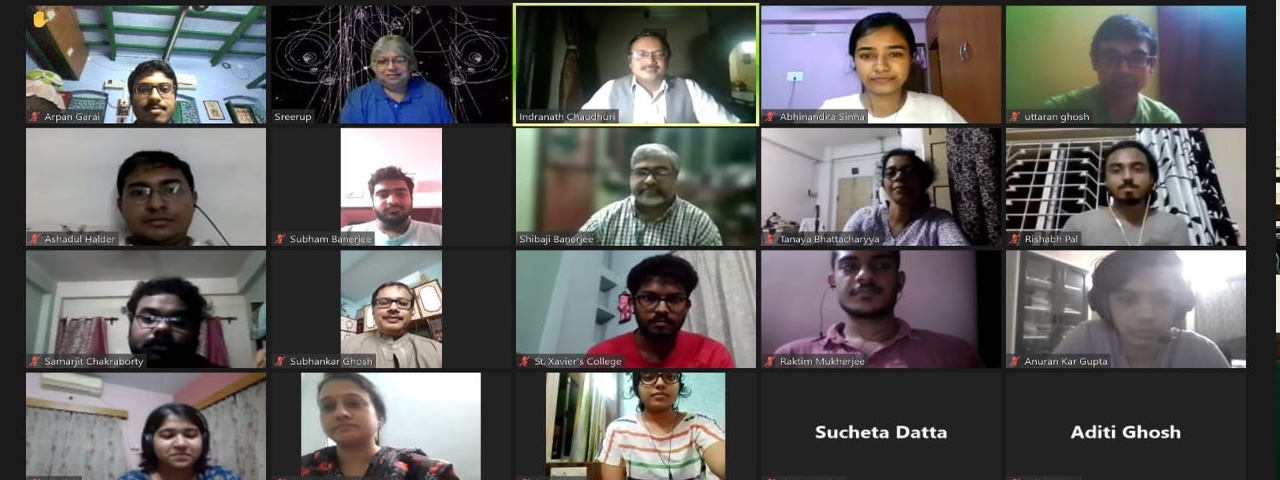 Arpan Garai
Sreerup
Indranath Chaudhuri
Abhinandita Sinha
uttaran ghosh
Ashadul Halder
Subham Banerjee
Shibaji Banerjee
Tanaya Bhattacharyya
Rishabh Pal
Samarjit Chakraborty
Subhankar Ghosh
St. Xavier's College
Raktim Mukherjee
Anuran Kar Gupta
Sucheta Datta
Aditi Ghosh